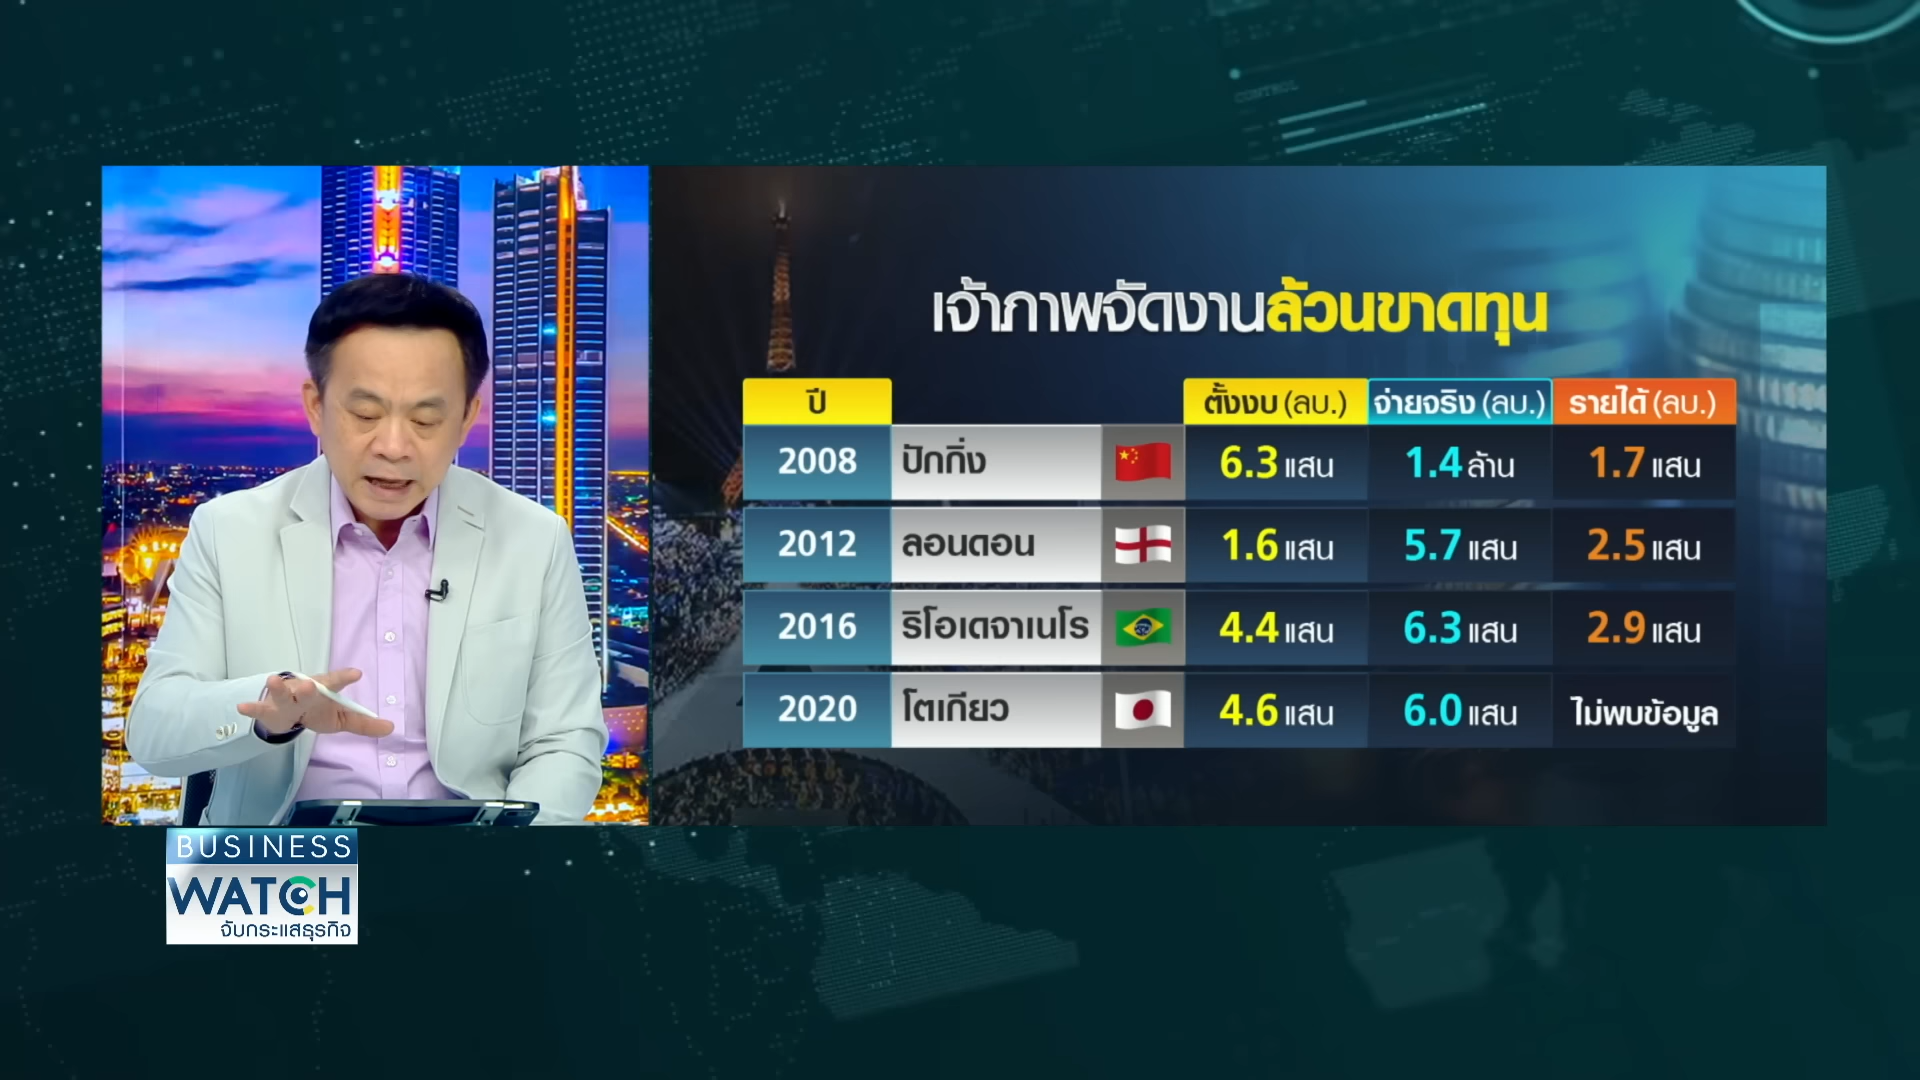 CONTROL
เจ้าภาพจัดงานล้วนขาดทุน
ปี ตั้งงบ (ลบ.) จ่ายจริง (ลบ.) รายได้ (ลบ.)
2008 ปักกิ่ง 6.3 แสน 1.4 ล้าน 1.7 แสน
2012 ลอนดอน 1.6 แสน 5.7 แสน 2.5 แสน
2016 ริโอเดจาเนโร 4.4 แสน 6.3 แสน 2.9 แสน
2020 โตเกียว 4.6 แสน 6.0 แสน ไม่พบข้อมูล
BUSINESS
WATCH
จับกระแสธุรกิจ